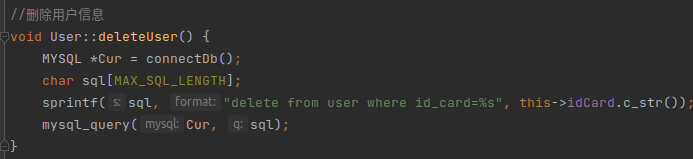 //删除用户信息
void User::deleteUser() {
MYSQL *Cur = connectDb();
char sql[MAX_SQL_LENGTH];
sprintf( s: sql, format: "delete from user where id_card=%s", this->idCard.c_str());
mysql_query( mysql: Cur, q: sql);
}